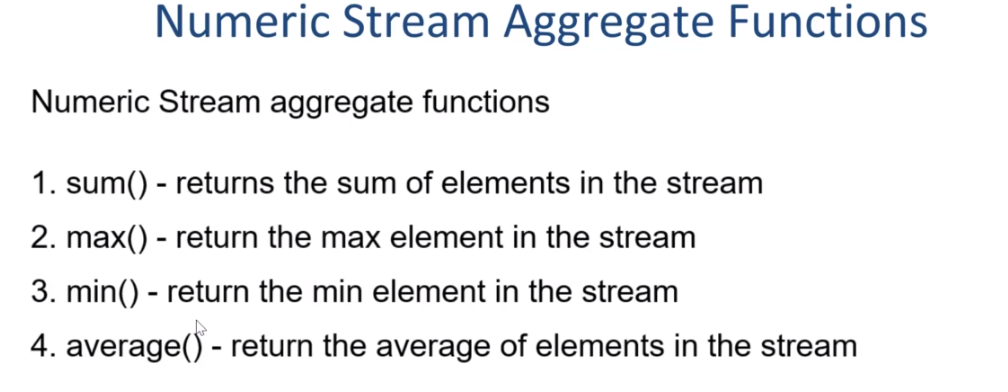 Numeric Stream Aggregate Functions
Numeric Stream aggregate functions
1. sum() - returns the sum of elements in the stream
2. max() - return the max element in the stream
3. min() - return the min element in the stream
4. average() - return the average of elements in the stream